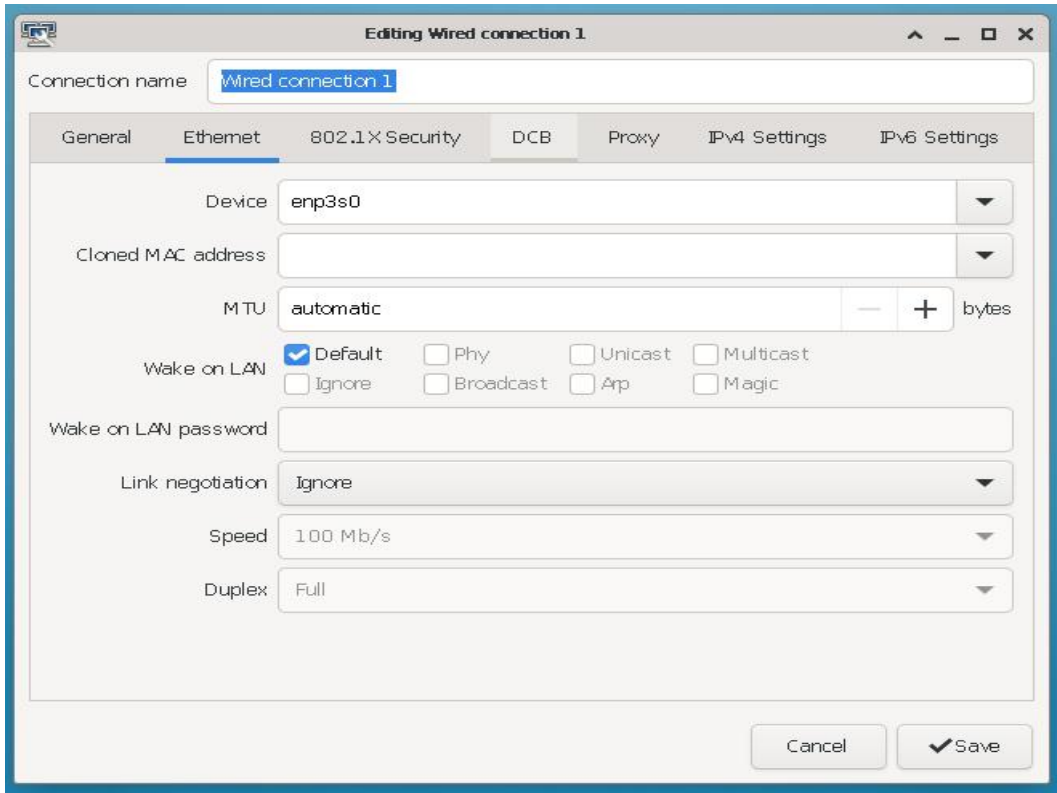 Editing Wired connection 1
Connection name Wired connection 1
General Ethernet 802.1X Security DCB Proxy IPv4 Settings IPv6 Settings
Device enp3s0
Cloned MAC address
MTU automatic bytes
Default Phy Unicast Multicast
Wake on LAN
Ignore Broadcast Arp Magic
Wake on LAN password
Link negotiation Ignore
Speed 100 Mb/s
Duplex Full
Cancel Save